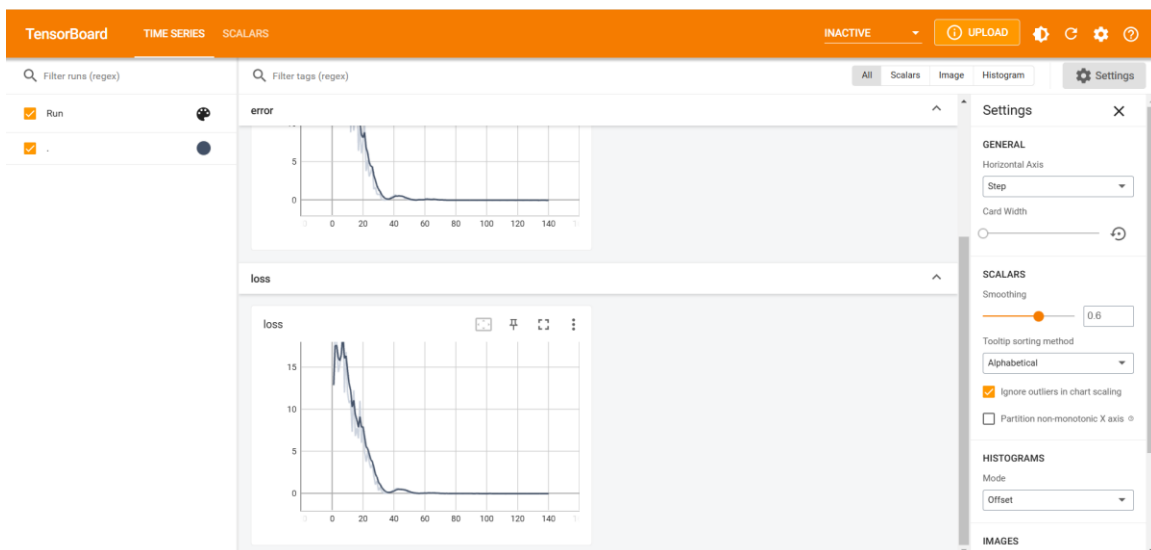 TensorBoard TIME SERIES SCALARS INACTIVE UPLOAD
Filter runs (regex)
Filter tags (regex)
All Scalars Image Histogram Settings
Run
.
error
5
0
0 20 40 60 80 100 120 140
loss
loss
15
10
5
0
0 20 40 60 80 100 120 140
Settings
GENERAL
Horizontal Axis
Step
Card Width
SCALARS
Smoothing
0.6
Tooltip sorting method
Alphabetical
Ignore outliers in chart scaling
Partition non-monotonic X axis
HISTOGRAMS
Mode
Offset
IMAGES